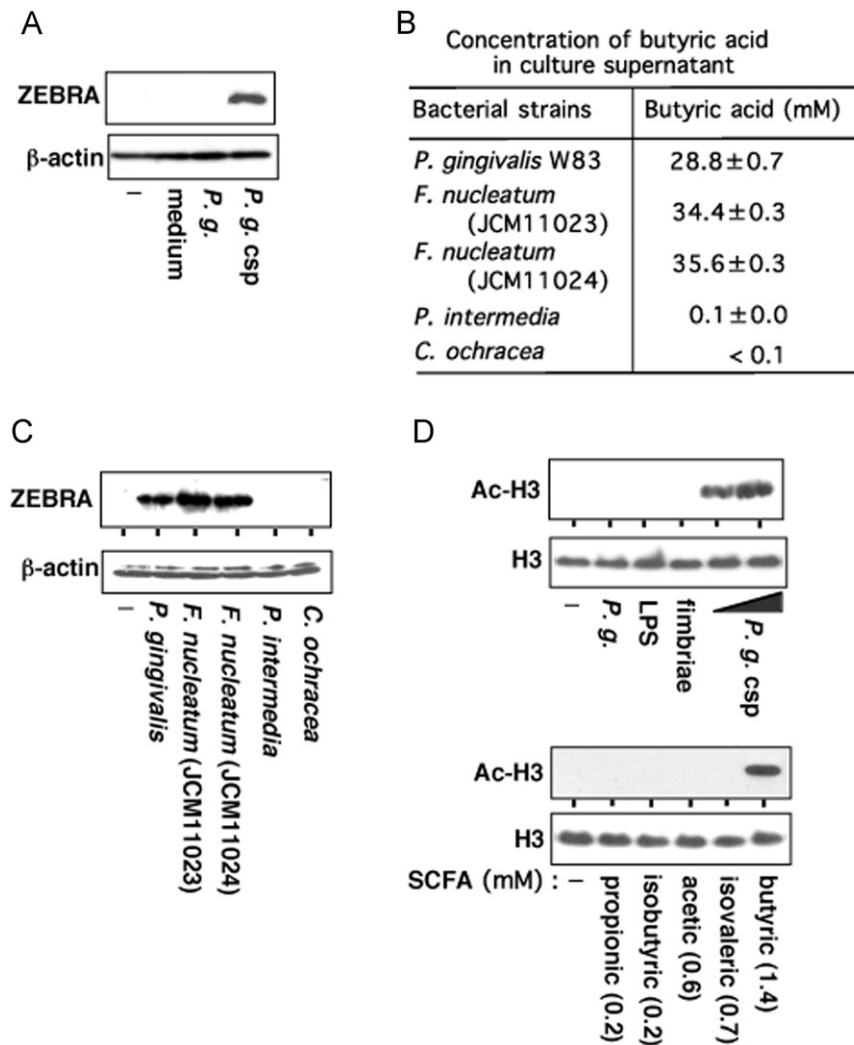 A
ZEBRA
β-actin
–
medium
P. g.
P. g. csp
B
Concentration of butyric acid
in culture supernatant
Bacterial strains Butyric acid (mM)
P. gingivalis W83 28.8±0.7
F. nucleatum
(JCM11023) 34.4±0.3
F. nucleatum
(JCM11024) 35.6±0.3
P. intermedia 0.1±0.0
C. ochracea < 0.1
C
ZEBRA
β-actin
–
P. gingivalis
F. nucleatum (JCM11023)
F. nucleatum (JCM11024)
P. intermedia
C. ochracea
D
Ac-H3
H3
–
P. g.
LPS
fimbriae
P. g. csp
Ac-H3
H3
SCFA (mM) : –
propionic (0.2)
isobutyric (0.2)
acetic (0.6)
isovaleric (0.7)
butyric (1.4)